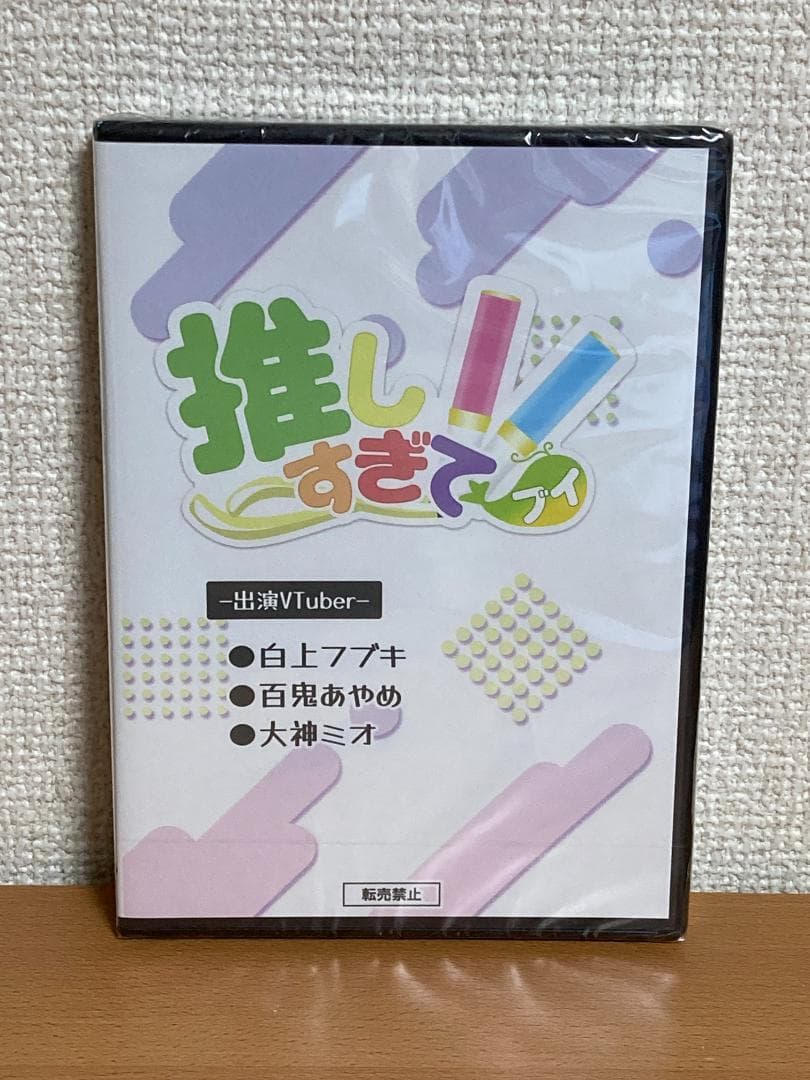 推し
すぎて
ブイ
-出演VTuber-
●白上フブキ
●百鬼あやめ
●大神ミオ
転売禁止